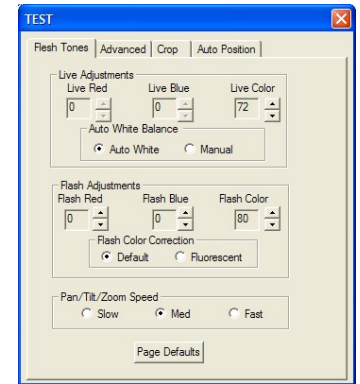 TEST
Flesh Tones Advanced Crop Auto Position
Live Adjustments
Live Red Live Blue Live Color
0 0 72
Auto White Balance
Auto White Manual
Flash Adjustments
Flash Red Flash Blue Flash Color
0 0 80
Flash Color Correction
Default Fluorescent
Pan/Tilt/Zoom Speed
Slow Med Fast
Page Defaults